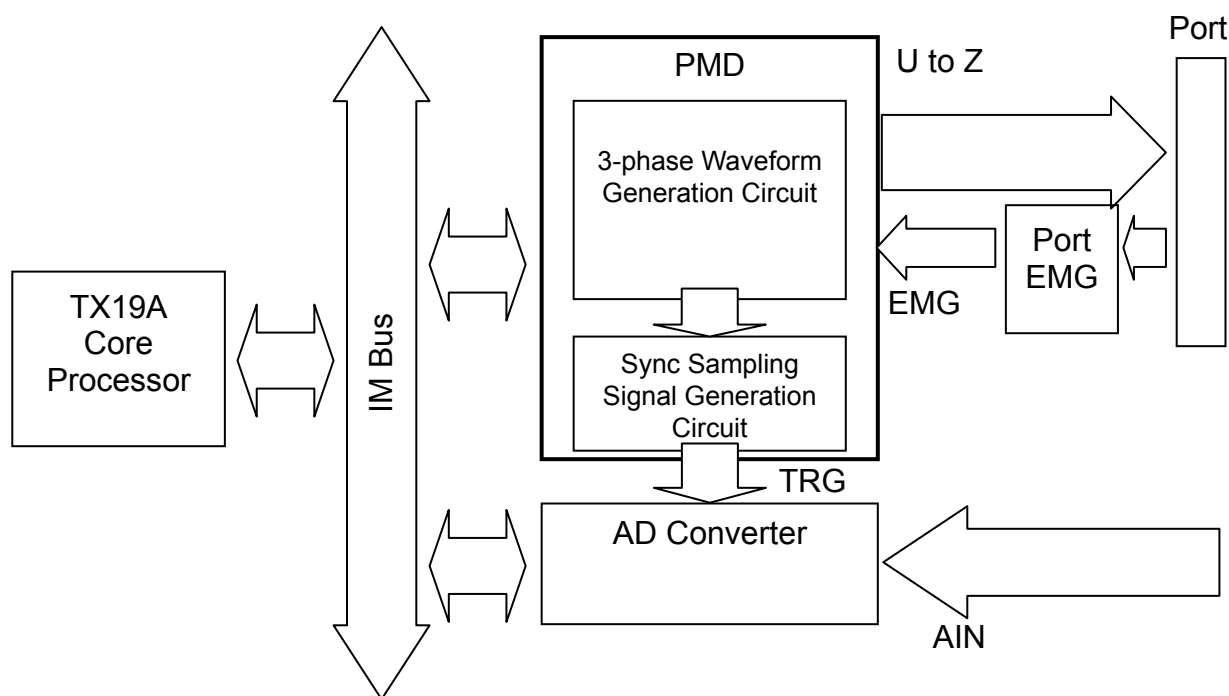 Port
PMD
U to Z
3-phase Waveform
Generation Circuit
Port
EMG
EMG
TX19A
Core
Processor
IM Bus
Sync Sampling
Signal Generation
Circuit
TRG
AD Converter
AIN